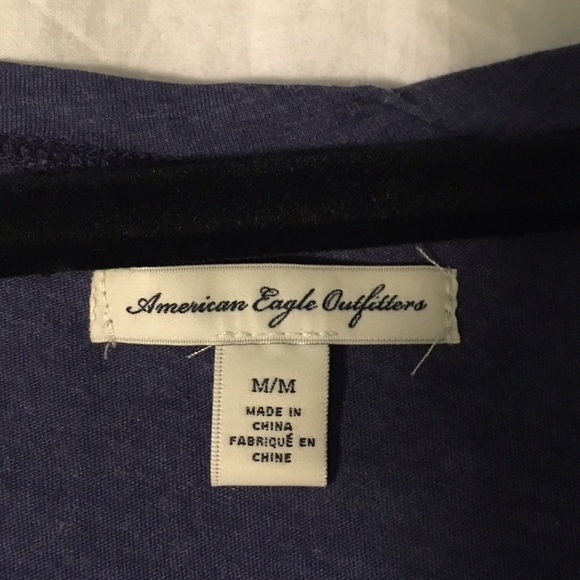 American Eagle Outfitters
M/M
MADE IN
CHINA
FABRIQUÉ EN
CHINE